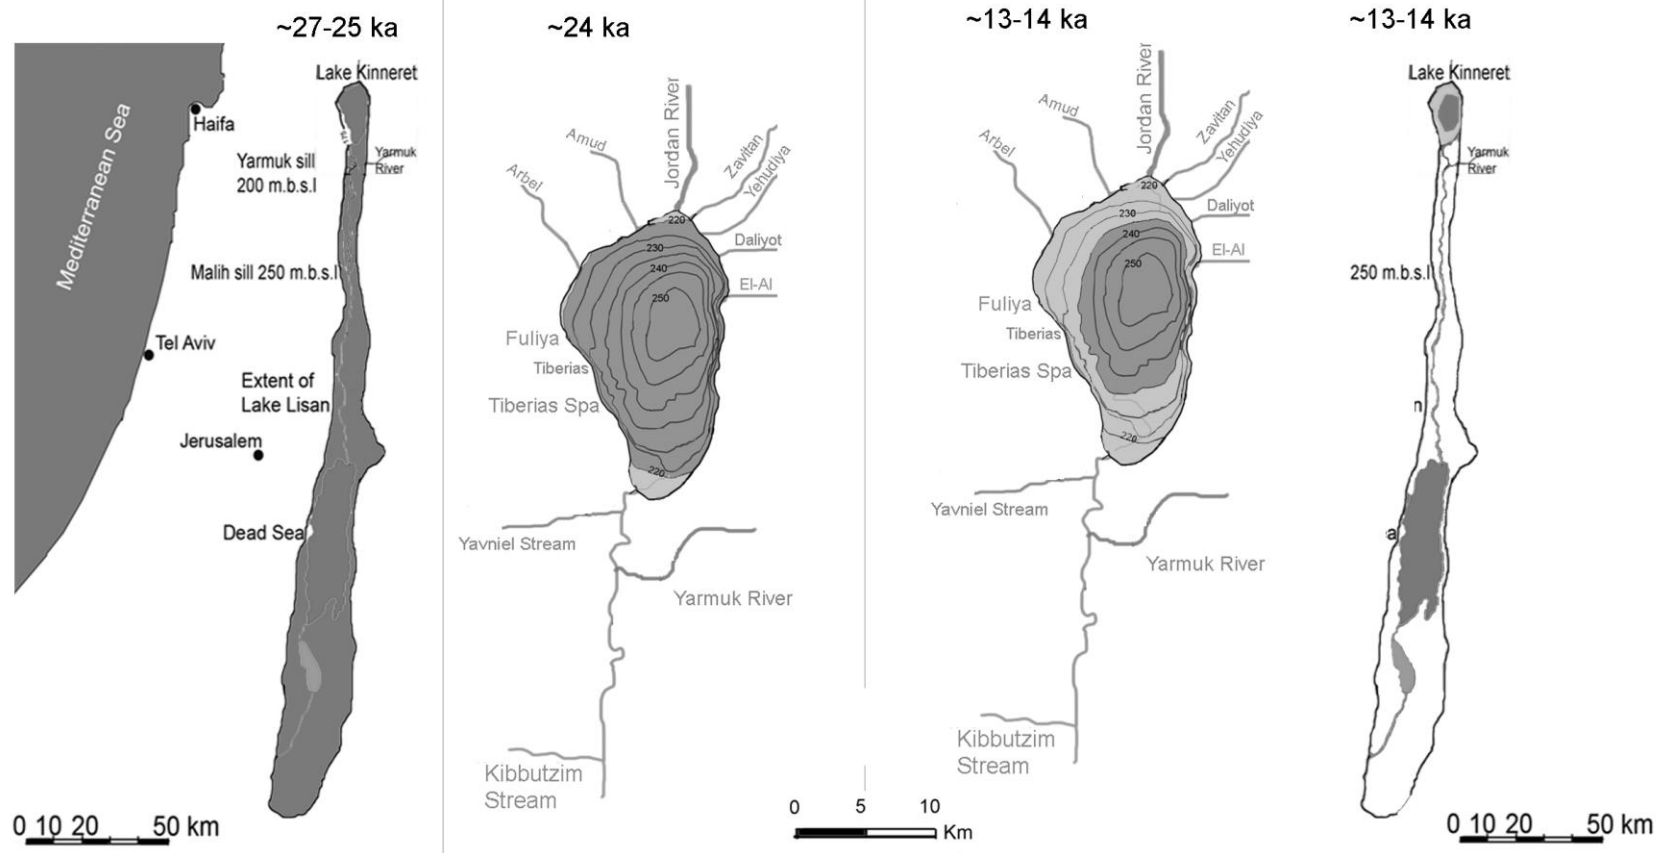 ~27-25 ka
Lake Kinneret
Haifa
Mediterranean Sea
Yarmuk sill
200 m.b.s.l
Yarmuk
River
Malih sill 250 m.b.s.l
Tel Aviv
Extent of
Lake Lisan
Jerusalem
Dead Sea
0 10 20 50 km
~24 ka
Jordan River
Amud
Arbel
Zavitan
Yehudiya
Daliyot
El-Al
220
230
240
250
Fuliya
Tiberias
Tiberias Spa
220
Yavniel Stream
Yarmuk River
Kibbutzim
Stream
0 5 10
Km
~13-14 ka
Jordan River
Amud
Arbel
Zavitan
Yehudiya
Daliyot
El-Al
220
230
240
250
Fuliya
Tiberias
Tiberias Spa
220
Yavniel Stream
Yarmuk River
Kibbutzim
Stream
~13-14 ka
Lake Kinneret
Yarmuk
River
250 m.b.s.l
n
a
0 10 20 50 km